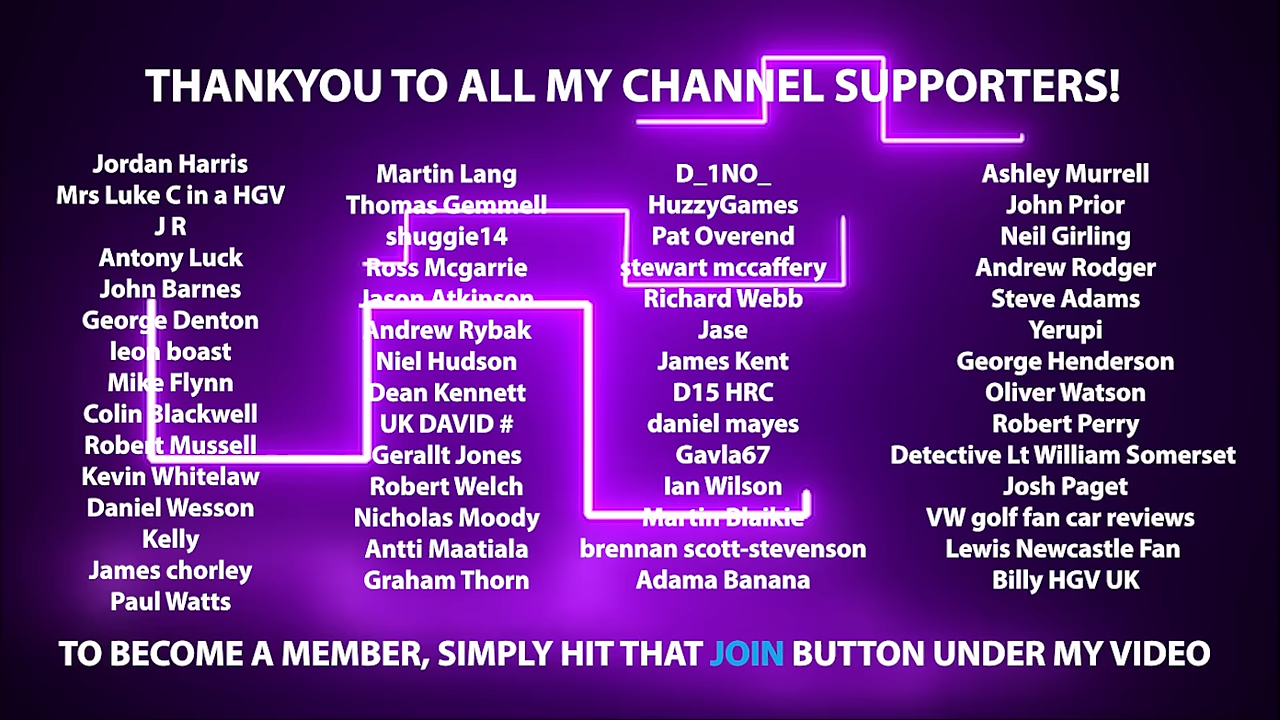 THANKYOU TO ALL MY CHANNEL SUPPORTERS!
Jordan Harris
Mrs Luke C in a HGV
J R
Antony Luck
John Barnes
George Denton
leon boast
Mike Flynn
Colin Blackwell
Robert Mussell
Kevin Whitelaw
Daniel Wesson
Kelly
James chorley
Paul Watts
Martin Lang
Thomas Gemmell
shuggie14
Ross Mcgarrie
Jason Atkinson
Andrew Rybak
Niel Hudson
Dean Kennett
UK DAVID #
Gerallt Jones
Robert Welch
Nicholas Moody
Antti Maatiala
Graham Thorn
D_1NO_
HuzzyGames
Pat Overend
stewart mccaffery
Richard Webb
Jase
James Kent
D15 HRC
daniel mayes
Gavla67
Ian Wilson
Martin Blaikie
brennan scott-stevenson
Adama Banana
Ashley Murrell
John Prior
Neil Girling
Andrew Rodger
Steve Adams
Yerupi
George Henderson
Oliver Watson
Robert Perry
Detective Lt William Somerset
Josh Paget
VW golf fan car reviews
Lewis Newcastle Fan
Billy HGV UK
TO BECOME A MEMBER, SIMPLY HIT THAT JOIN BUTTON UNDER MY VIDEO